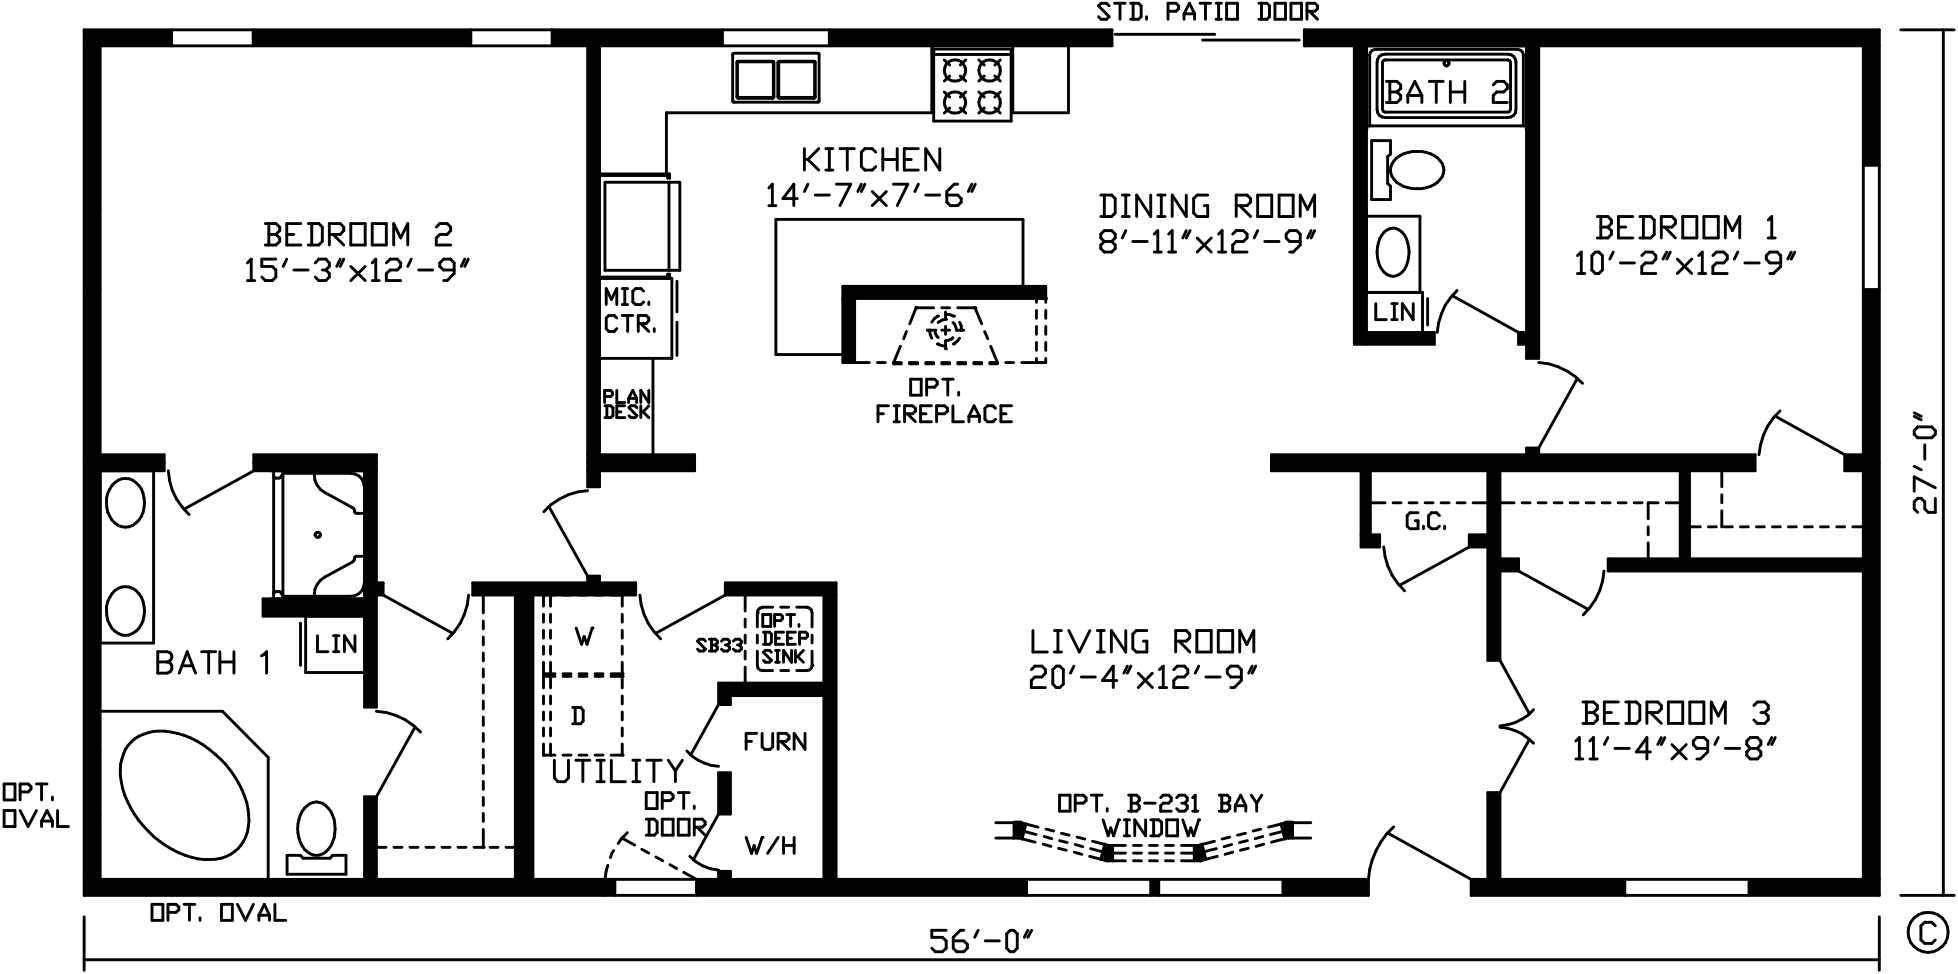 STD. PATIO DOOR
BATH 2
KITCHEN
14'-7"x7'-6"
DINING ROOM
8'-11"x12'-9"
BEDROOM 1
10'-2"x12'-9"
BEDROOM 2
15'-3"x12'-9"
MIC.
CTR.
LIN
PLAN
DESK
OPT.
FIREPLACE
27'-0"
G.C.
LIN
BATH 1
W
D
SB33
OPT.
DEEP
SINK
LIVING ROOM
20'-4"x12'-9"
BEDROOM 3
11'-4"x9'-8"
FURN
UTILITY
OPT.
DOOR
W/H
OPT. B-231 BAY
WINDOW
OPT.
OVAL
OPT. OVAL
56'-0"
©